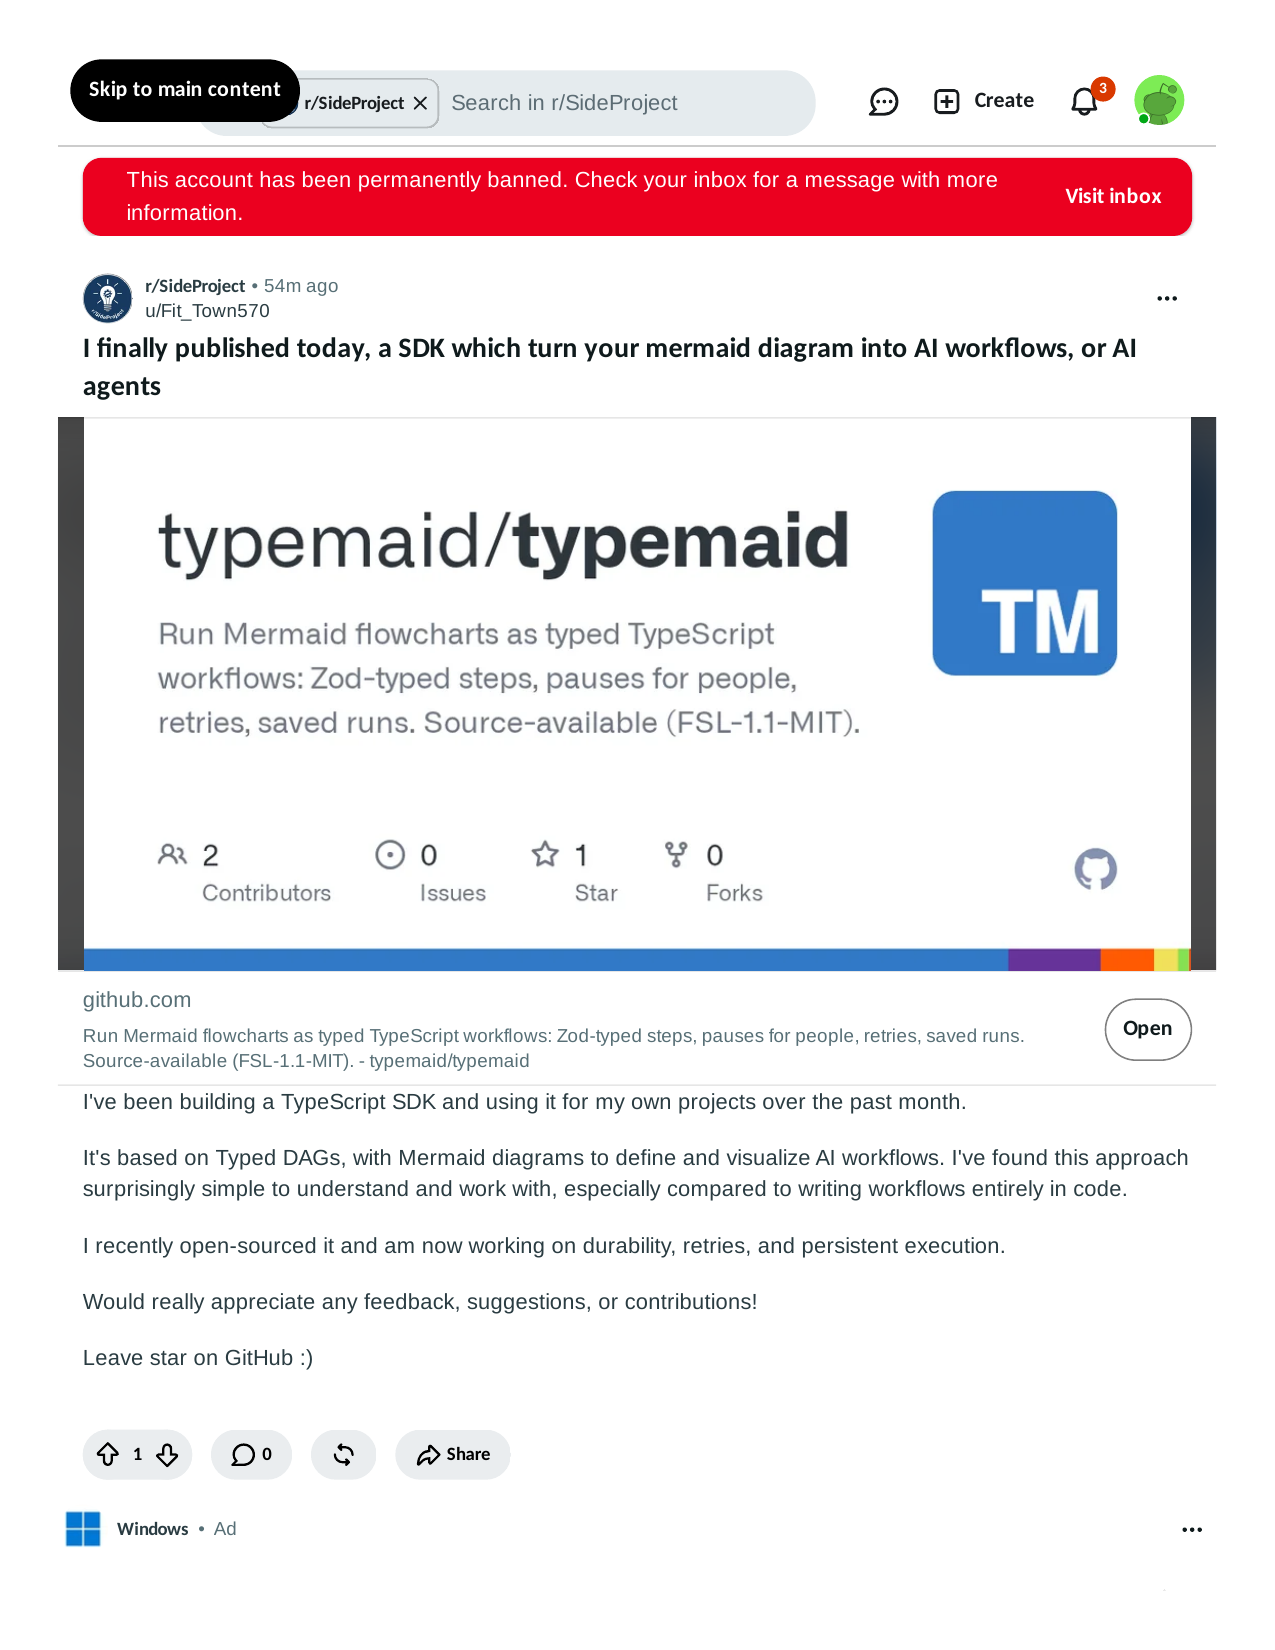 Skip to main content
r/SideProject
Search in r/SideProject
Create
3
This account has been permanently banned. Check your inbox for a message with more
information.
Visit inbox
r/SideProject • 54m ago
u/Fit_Town570
I finally published today, a SDK which turn your mermaid diagram into AI workflows, or AI
agents
typemaid/typemaid
TM
Run Mermaid flowcharts as typed TypeScript
workflows: Zod-typed steps, pauses for people,
retries, saved runs. Source-available (FSL-1.1-MIT).
2
Contributors
0
Issues
1
Star
0
Forks
github.com
Run Mermaid flowcharts as typed TypeScript workflows: Zod-typed steps, pauses for people, retries, saved runs.
Source-available (FSL-1.1-MIT). - typemaid/typemaid
Open
I've been building a TypeScript SDK and using it for my own projects over the past month.
It's based on Typed DAGs, with Mermaid diagrams to define and visualize AI workflows. I've found this approach
surprisingly simple to understand and work with, especially compared to writing workflows entirely in code.
I recently open-sourced it and am now working on durability, retries, and persistent execution.
Would really appreciate any feedback, suggestions, or contributions!
Leave star on GitHub :)
1
0
Share
Windows • Ad